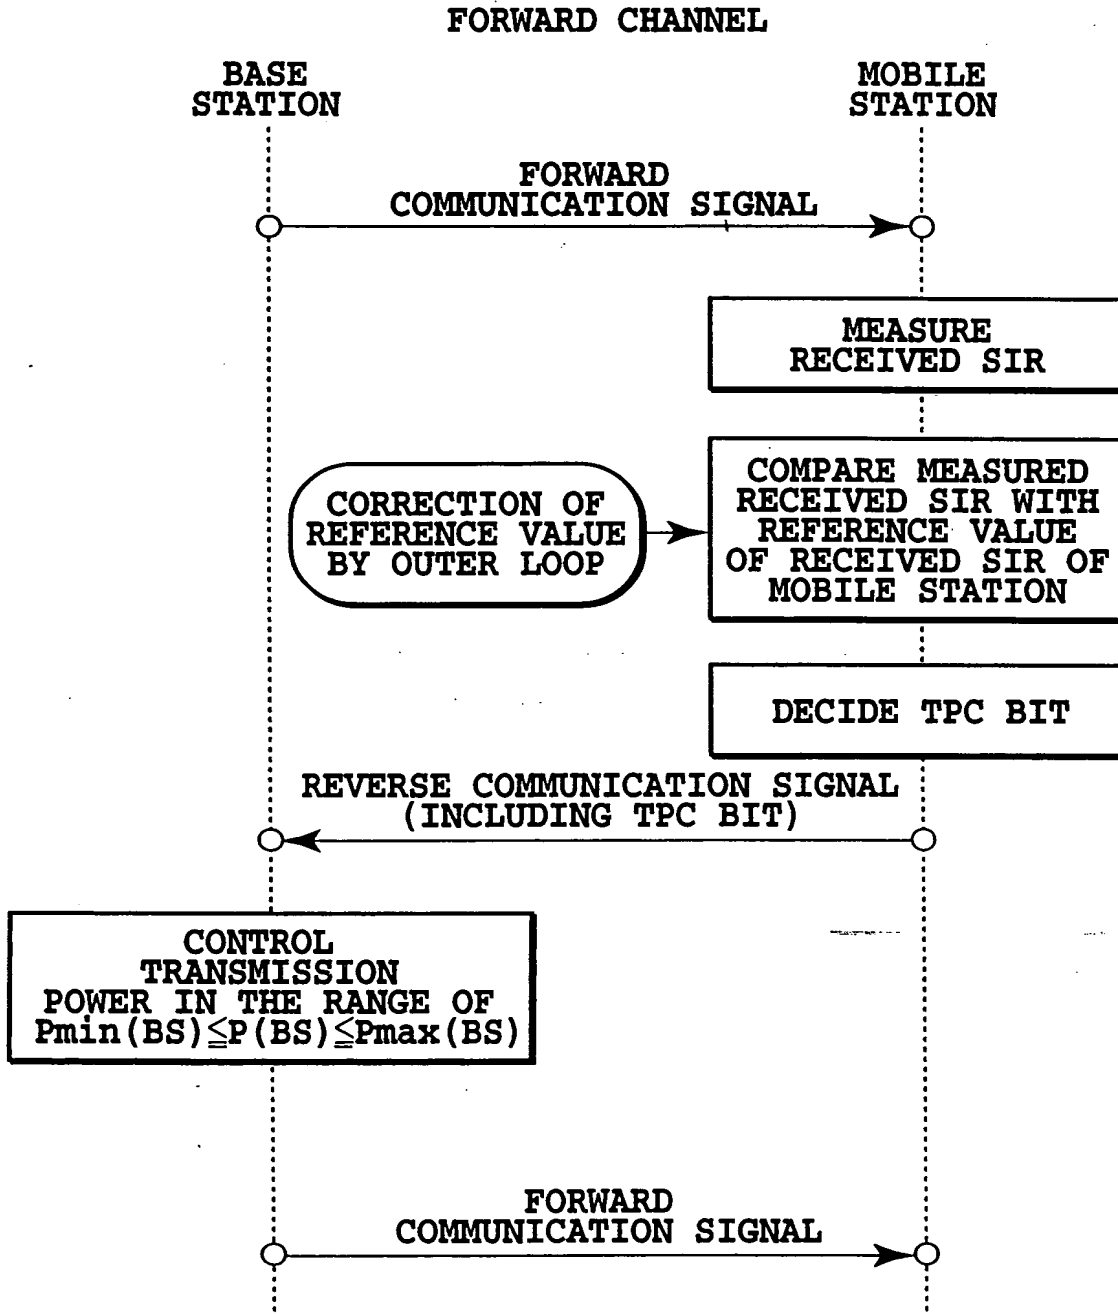 FORWARD CHANNEL
BASE
STATION
MOBILE
STATION
FORWARD
COMMUNICATION SIGNAL
MEASURE
RECEIVED SIR
CORRECTION OF
REFERENCE VALUE
BY OUTER LOOP
COMPARE MEASURED
RECEIVED SIR WITH
REFERENCE VALUE
OF RECEIVED SIR OF
MOBILE STATION
DECIDE TPC BIT
REVERSE COMMUNICATION SIGNAL
(INCLUDING TPC BIT)
CONTROL
TRANSMISSION
POWER IN THE RANGE OF
Pmin(BS)≦P(BS)≦Pmax(BS)
FORWARD
COMMUNICATION SIGNAL